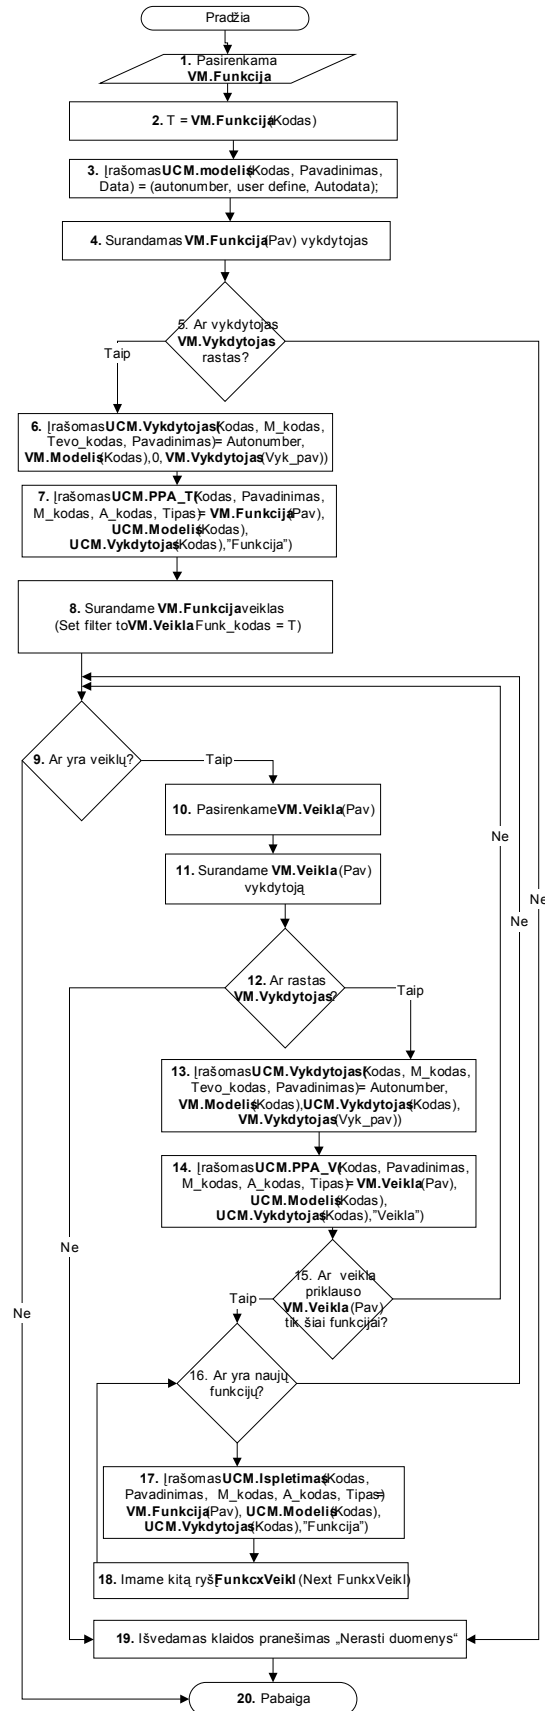 Pradžia
1. Pasirenkama
VM.Funkcija
2. T = VM.Funkcija(Kodas)
3. Įrašomas UCM.modelis(Kodas, Pavadinimas,
Data) = (autonumber, user define, Autodata);
4. Surandamas VM.Funkcija(Pav) vykdytojas
5. Ar vykdytojas
VM.Vykdytojas
rastas?
Taip
6. Įrašomas UCM.Vykdytojas(Kodas, M_kodas,
Tevo_kodas, Pavadinimas)= Autonumber,
VM.Modelis(Kodas),0, VM.Vykdytojas(Vyk_pav))
7. Įrašomas UCM.PPA_T(Kodas, Pavadinimas,
M_kodas, A_kodas, Tipas)= VM.Funkcija(Pav),
UCM.Modelis(Kodas),
UCM.Vykdytojas(Kodas),"Funkcija")
8. Surandame VM.Funkcija veiklas
(Set filter to VM.Veikla Funk_kodas = T)
9. Ar yra veiklų?
Taip
10. Pasirenkame VM.Veikla(Pav)
Ne
11. Surandame VM.Veikla(Pav)
vykdytoją
Ne
Ne
12. Ar rastas
VM.Vykdytojas?
Taip
13. Įrašomas UCM.Vykdytojas(Kodas, M_kodas,
Tevo_kodas, Pavadinimas)= Autonumber,
VM.Modelis(Kodas),UCM.Vykdytojas(Kodas),
VM.Vykdytojas(Vyk_pav))
14. Įrašomas UCM.PPA_V(Kodas, Pavadinimas,
M_kodas, A_kodas, Tipas)= VM.Veikla(Pav),
UCM.Modelis(Kodas),
UCM.Vykdytojas(Kodas),"Veikla")
Ne
15. Ar veikla
priklauso
VM.Veikla(Pav)
tik šiai funkcijai?
Taip
Ne
16. Ar yra naujų
funkcijų?
17. Įrašomas UCM.Ispletimas(Kodas,
Pavadinimas, M_kodas, A_kodas, Tipas)=
VM.Funkcija(Pav), UCM.Modelis(Kodas),
UCM.Vykdytojas(Kodas),"Funkcija")
18. Imame kitą ryšį FunkcxVeikl (Next FunkxVeikl)
19. Išvedamas klaidos pranešimas „Nerasti duomenys“
20. Pabaiga